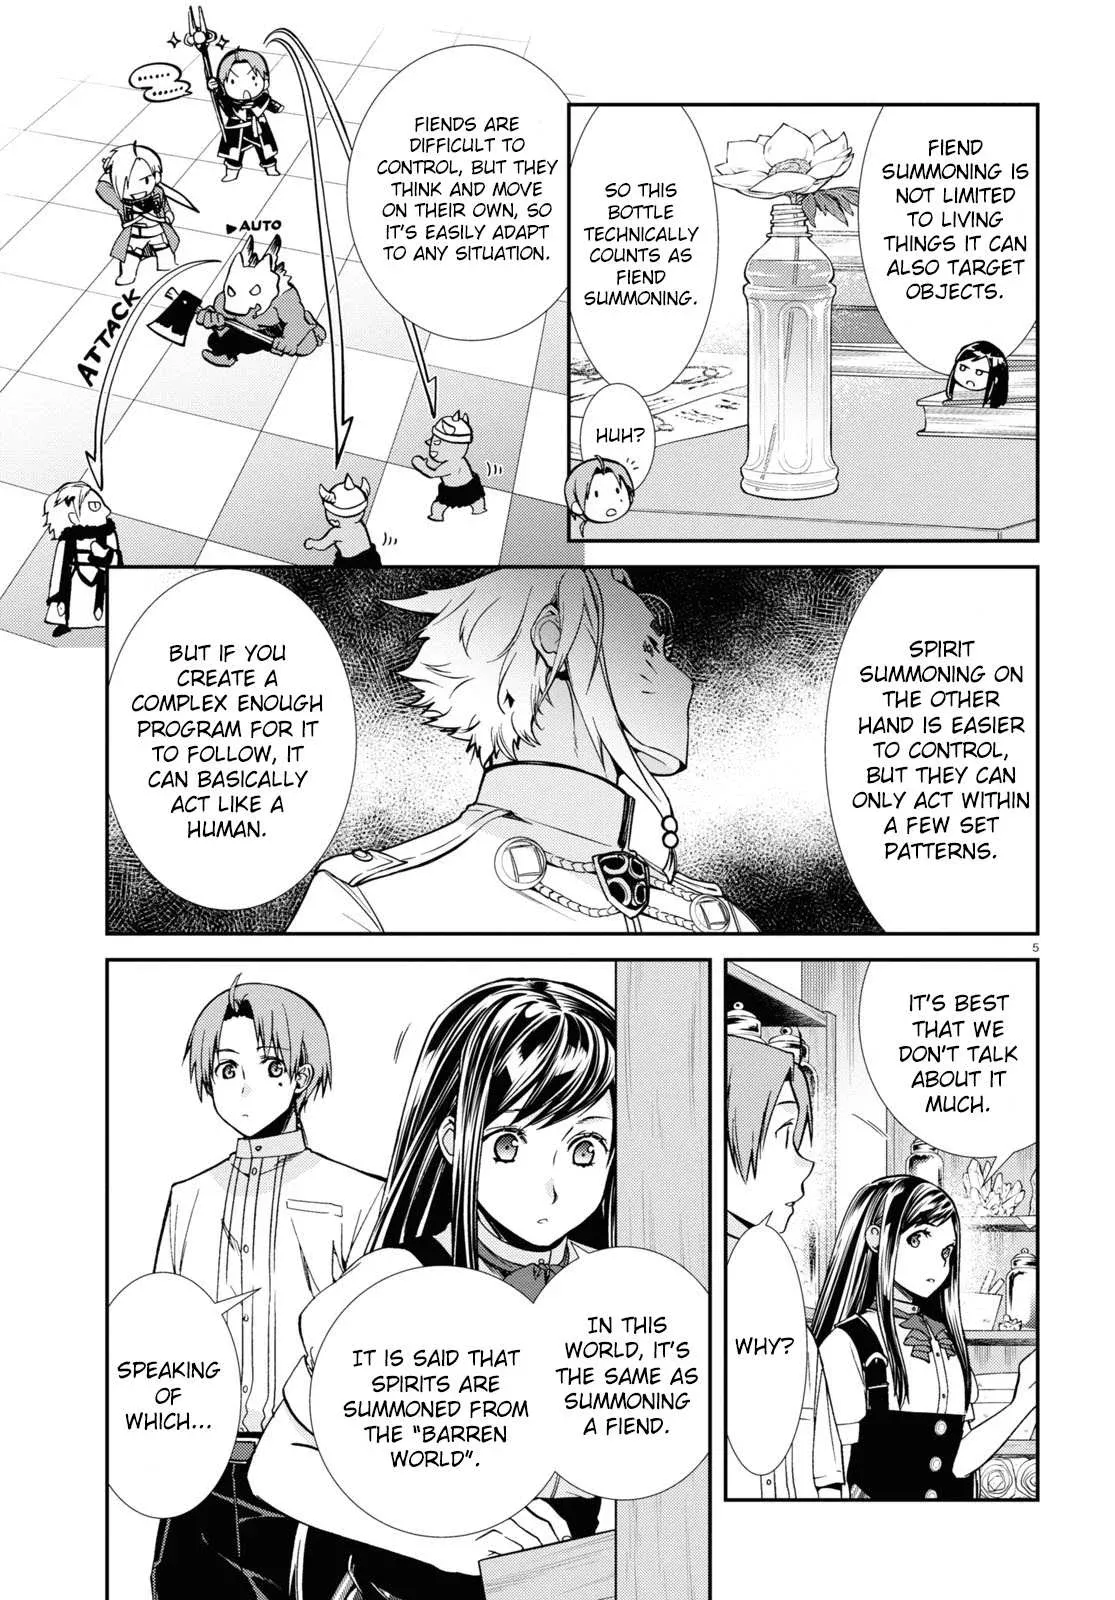 FIEND
SUMMONING IS
NOT LIMITED
TO LIVING
THINGS IT CAN
ALSO TARGET
OBJECTS.
SO THIS
BOTTLE
TECHNICALLY
COUNTS AS
FIEND
SUMMONING.
HUH?
FIENDS ARE
DIFFICULT TO
CONTROL, BUT THEY
THINK AND MOVE
ON THEIR OWN, SO
IT'S EASILY ADAPT
TO ANY SITUATION.
........
▶AUTO
ATTACK
SPIRIT
SUMMONING ON
THE OTHER
HAND IS EASIER
TO CONTROL,
BUT THEY CAN
ONLY ACT WITHIN
A FEW SET
PATTERNS.
BUT IF YOU
CREATE A
COMPLEX ENOUGH
PROGRAM FOR IT
TO FOLLOW, IT
CAN BASICALLY
ACT LIKE A
HUMAN.
5
IT'S BEST
THAT WE
DON'T TALK
ABOUT IT
MUCH.
WHY?
IN THIS
WORLD, IT'S
THE SAME AS
SUMMONING
A FIEND.
IT IS SAID THAT
SPIRITS ARE
SUMMONED FROM
THE "BARREN
WORLD".
SPEAKING
OF
WHICH...